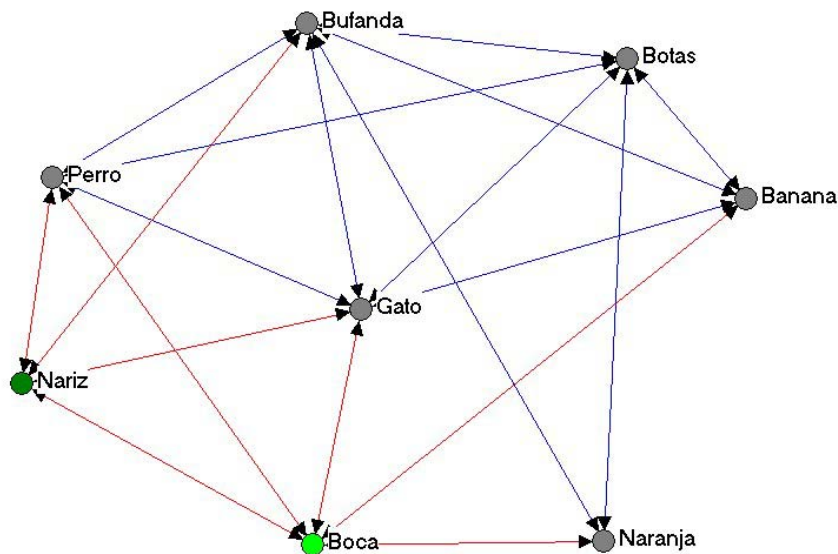 Bufanda
Botas
Perro
Banana
Gato
Nariz
Boca
Naranja